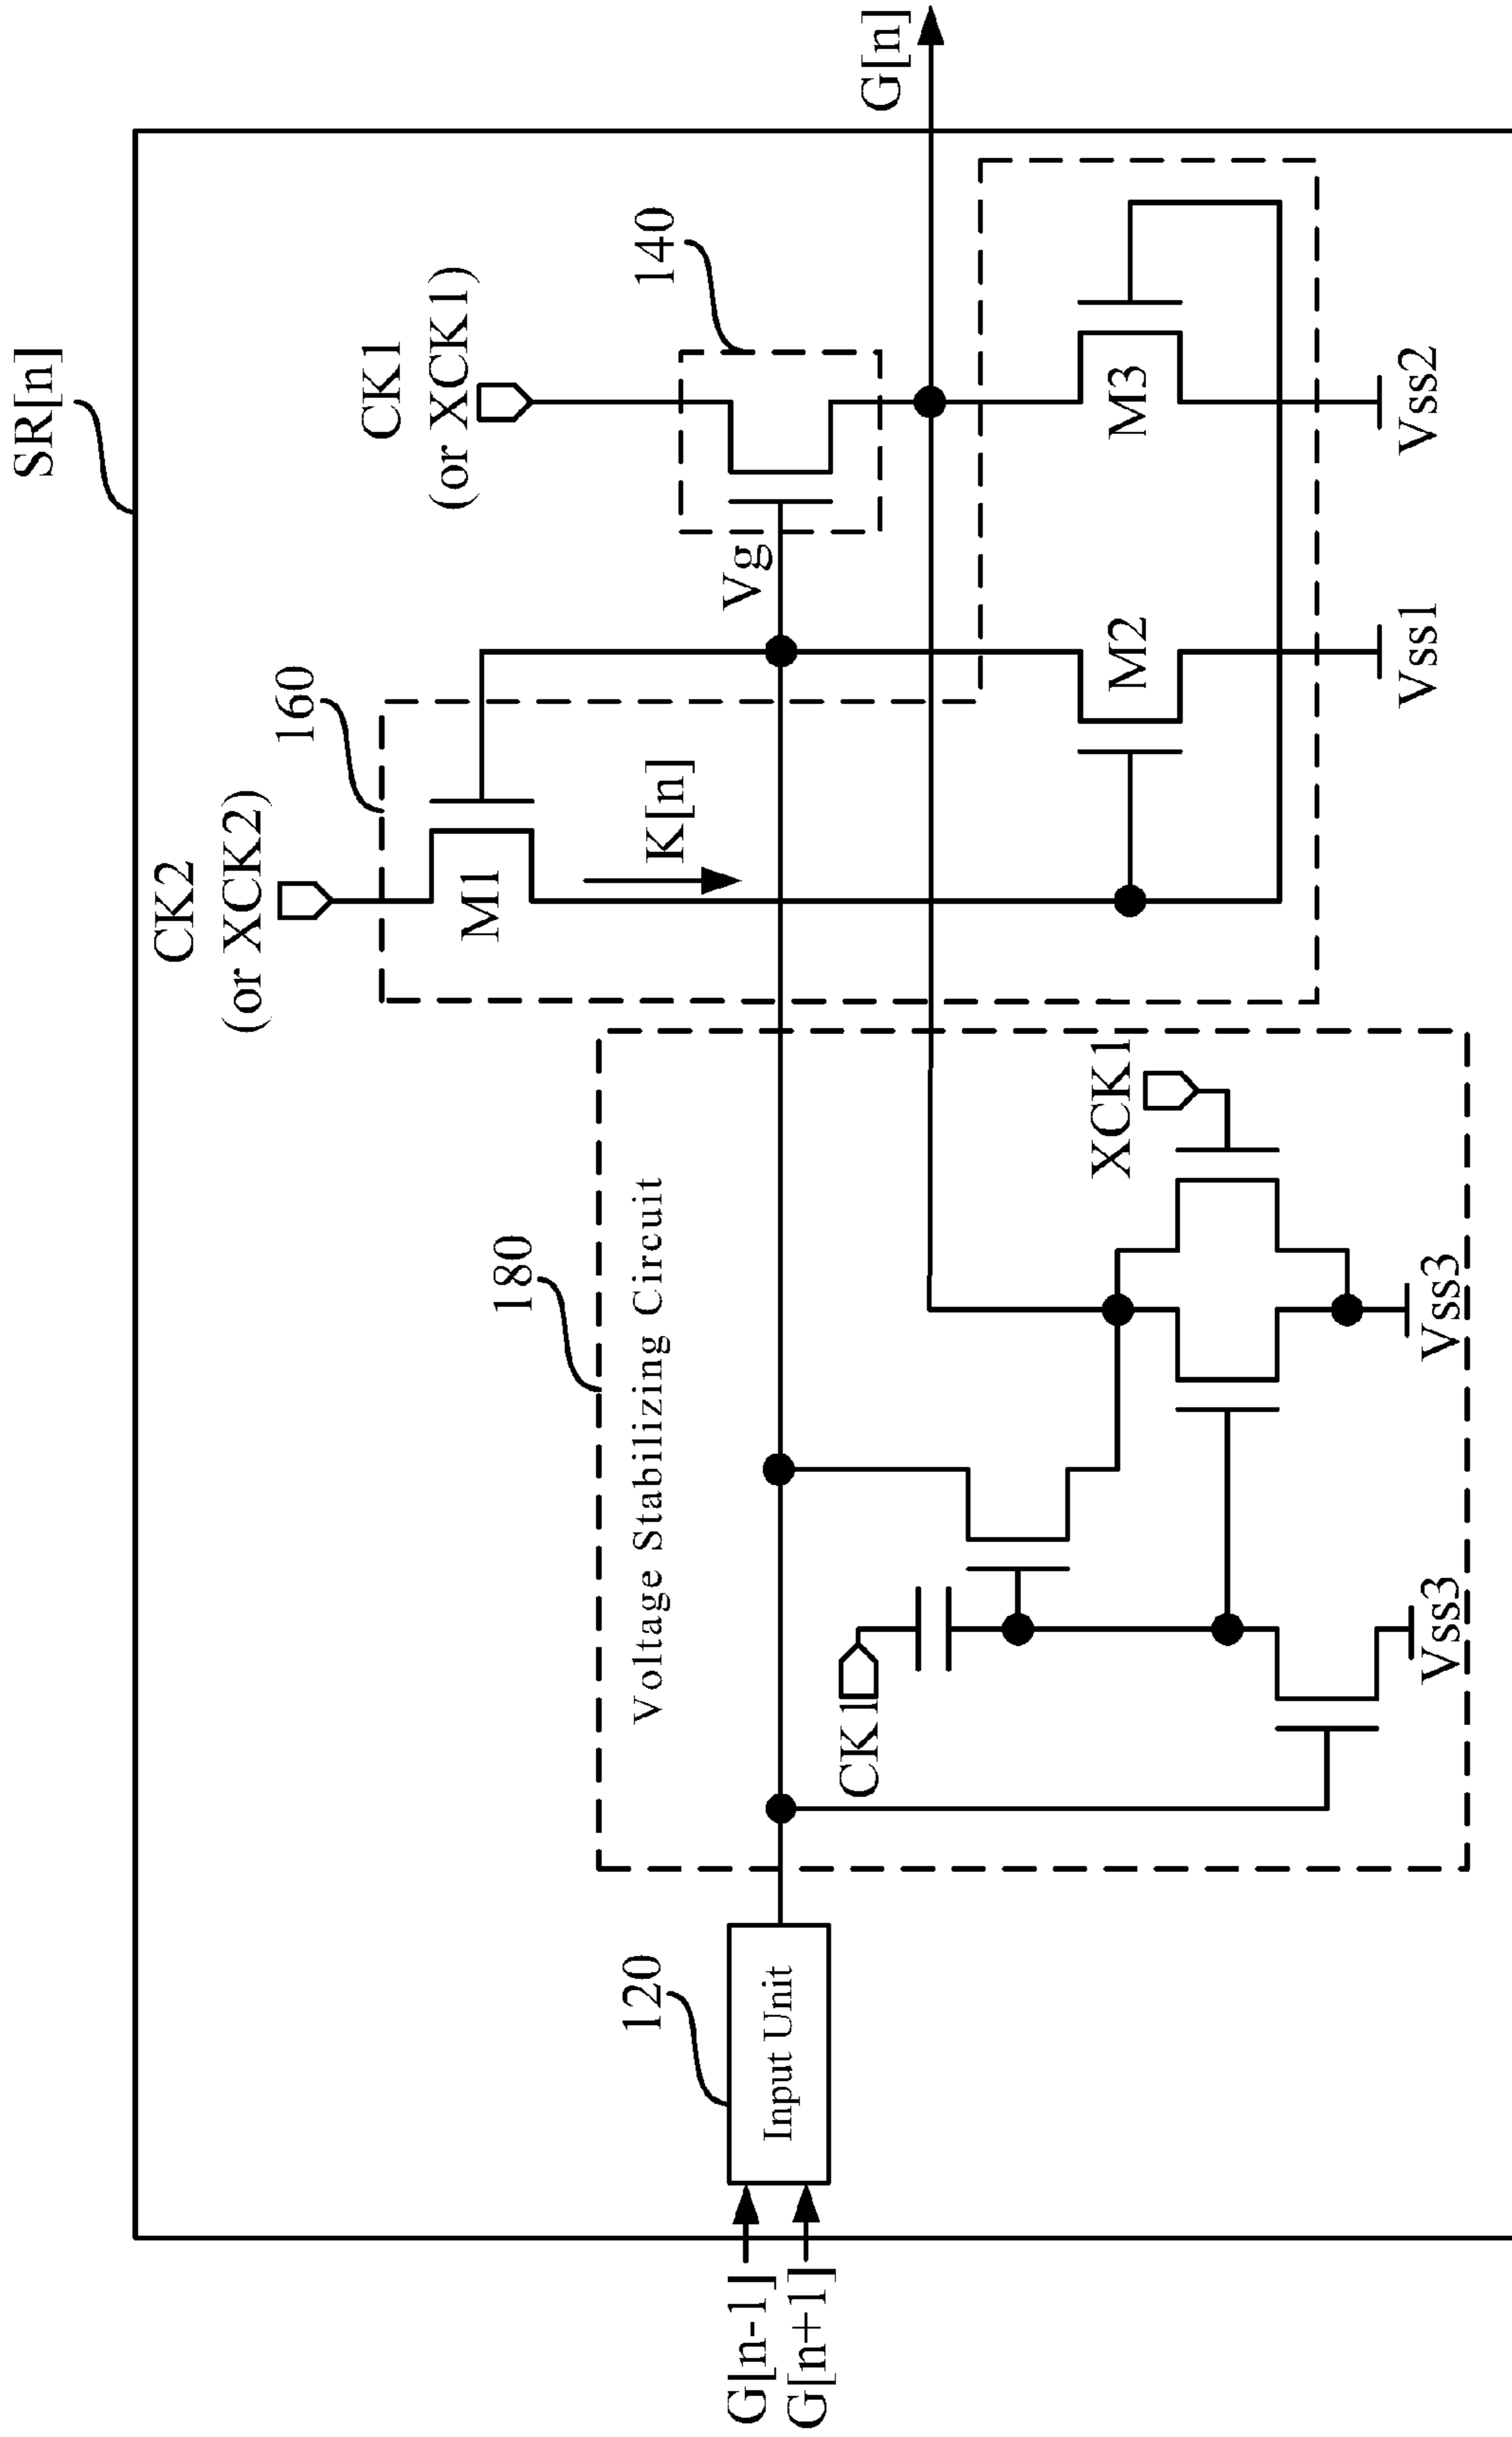 SR[n]
CK2
(or XCK2)
160
CK1
(or XCK1)
M1
180
140
K[n]
120
Voltage Stabilizing Circuit
Vg
G[n-1]
G[n+1]
Input Unit
CK1
G[n]
XCK1
M2
M3
Vss3
Vss3
Vss1
Vss2